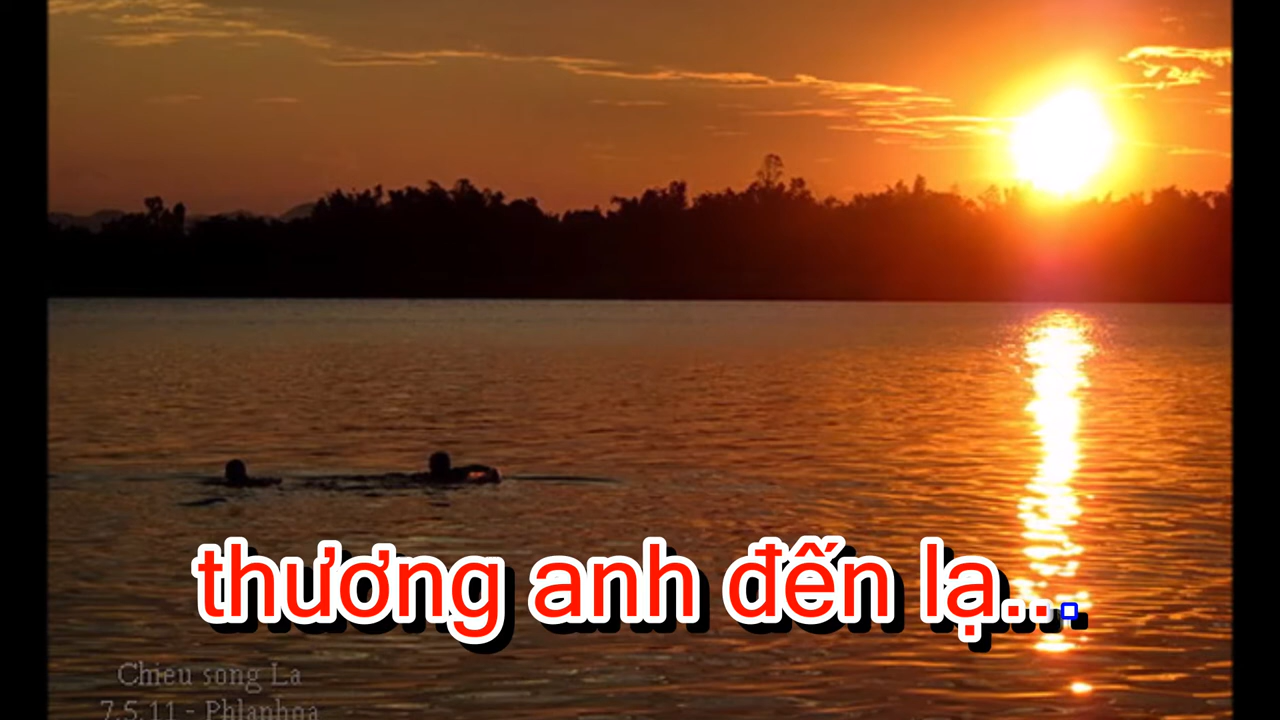 thương anh đến lạ...
Chieu song La
7.5.11 - Phlanhoa